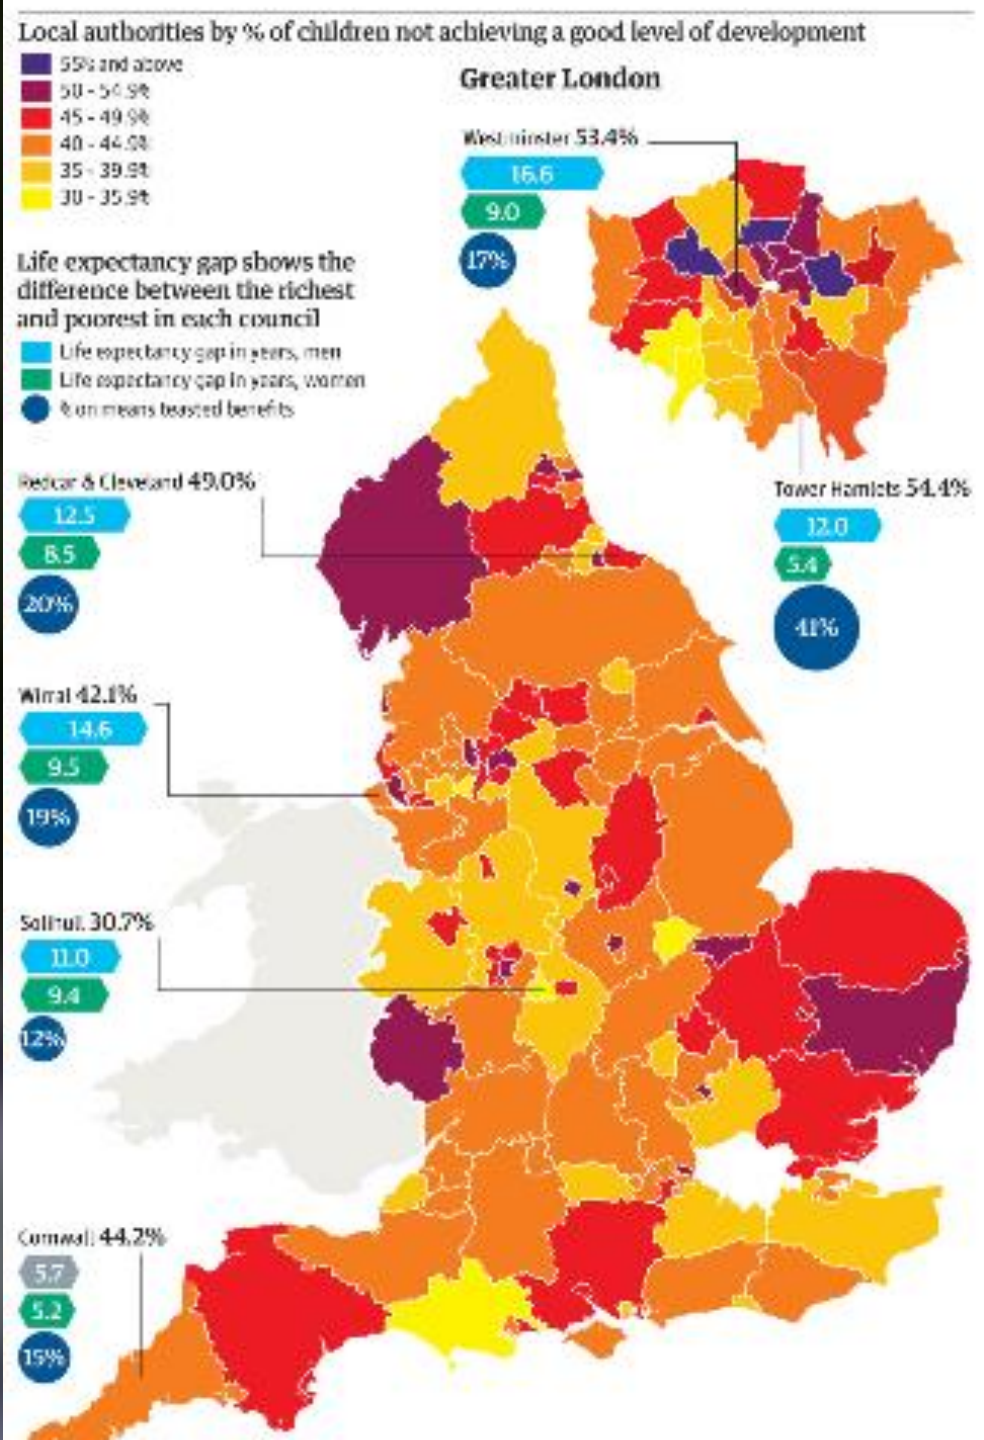 Local authorities by % of children not achieving a good level of development
55% and above
50 - 54.9%
45 - 49.9%
40 - 44.9%
35 - 39.9%
30 - 35.9%
Greater London
Westminster 53.4%
16.6
9.0
17%
Life expectancy gap shows the
difference between the richest
and poorest in each council
Life expectancy gap in years, men
Life expectancy gap in years, women
% on means teasted benefits
Redcar & Cleveland 49.0%
12.5
8.5
20%
Tower Hamlets 54.4%
12.0
5.4
41%
Wirral 42.1%
14.6
9.5
19%
Solihull 30.7%
11.0
9.4
12%
Cornwall 44.2%
5.7
5.2
15%